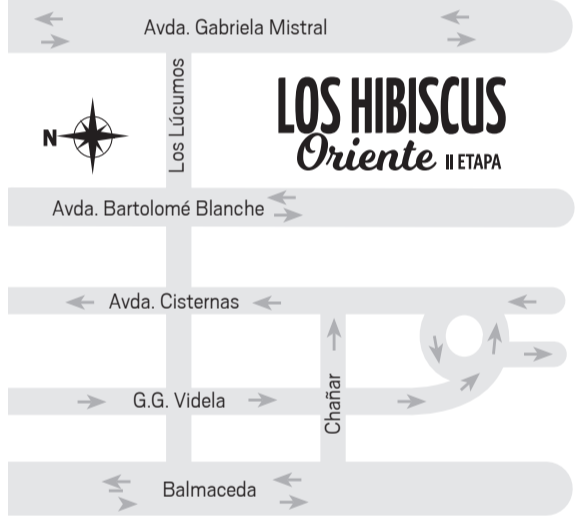 Avda. Gabriela Mistral
Los Lúcumos
LOS HIBISCUS
Oriente II ETAPA
N
Avda. Bartolomé Blanche
Avda. Cisternas
G.G. Videla
Chañar
Balmaceda